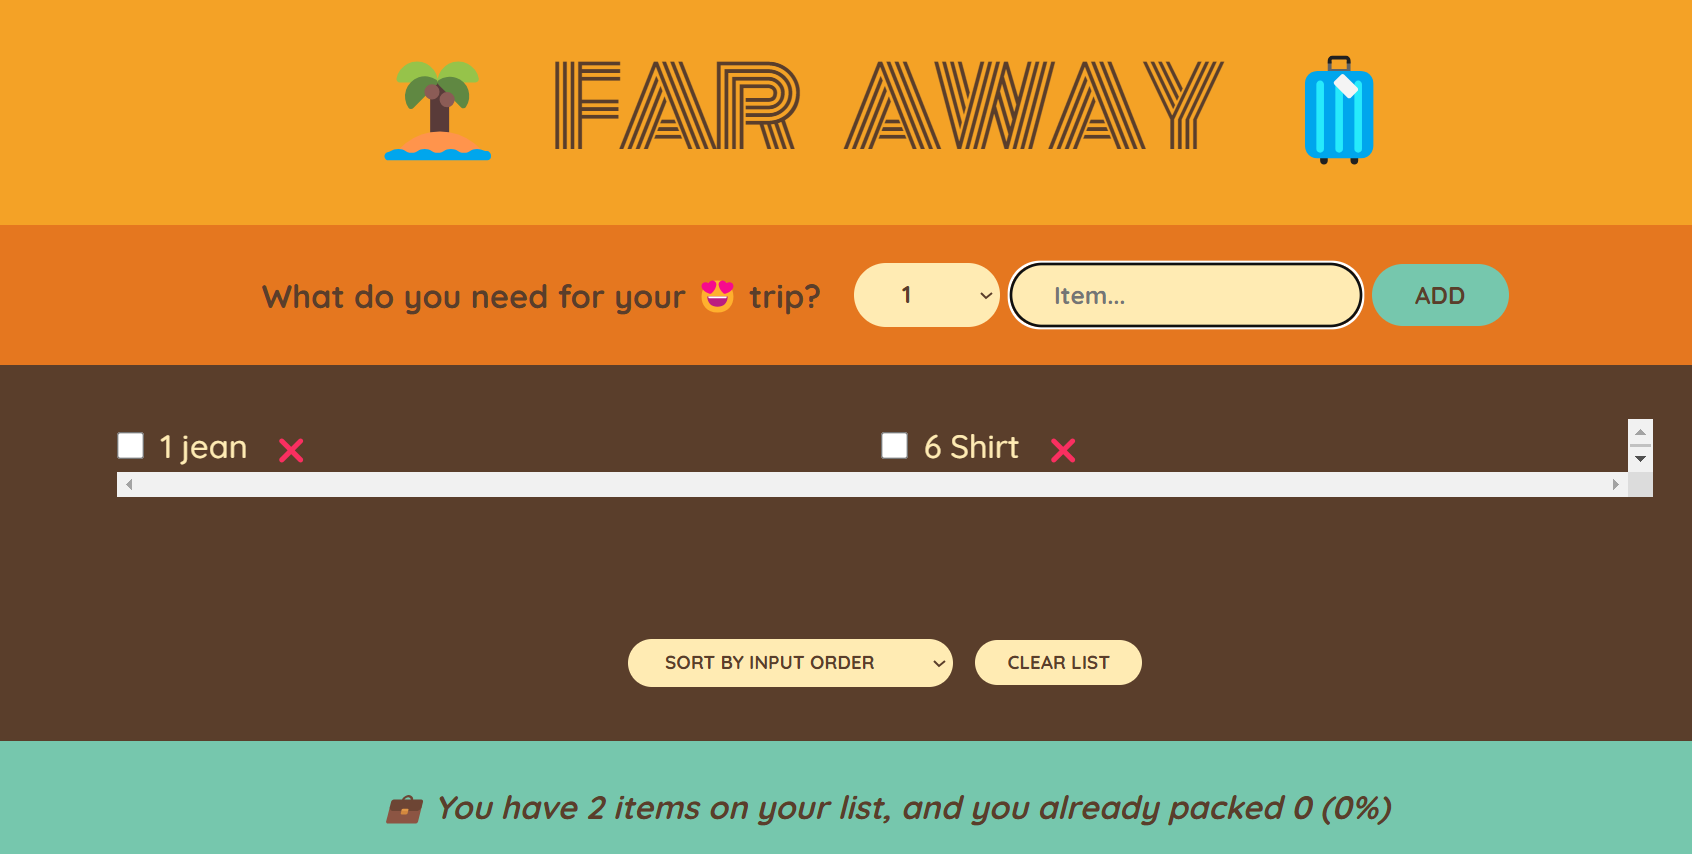 FAR AWAY
What do you need for your 😍 trip? 1 Item... ADD
1 jean ❌ 6 Shirt ❌
SORT BY INPUT ORDER CLEAR LIST
💼 You have 2 items on your list, and you already packed 0 (0%)